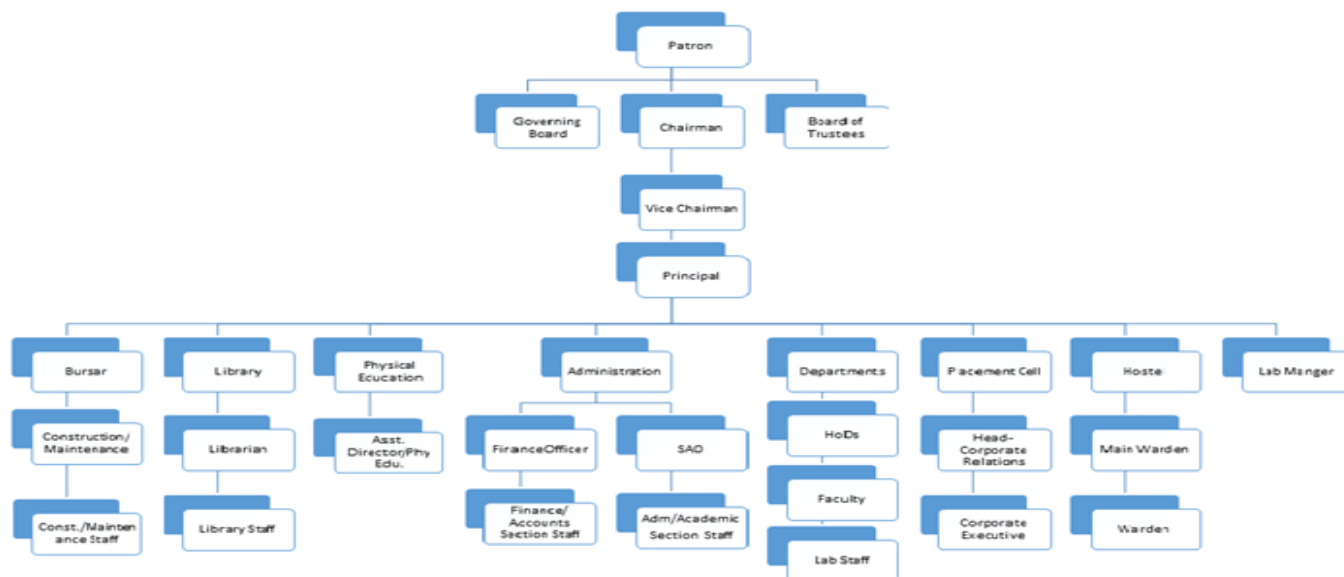 Patron
Governing
Board
Chairman
Board of
Trustees
Vice Chairman
Principal
Bursar
Library
Physical
Education
Administration
Departments
Placement Cell
Hostel
Lab Manger
Construction/
Maintenance
Librarian
Asst.
Director/Phy
Edu.
Finance Officer
SAO
HoDs
Head-
Corporate
Relations
Main Warden
Const./Mainten
ance Staff
Library Staff
Finance/
Accounts
Section Staff
Adm/Academic
Section Staff
Faculty
Corporate
Executive
Warden
Lab Staff